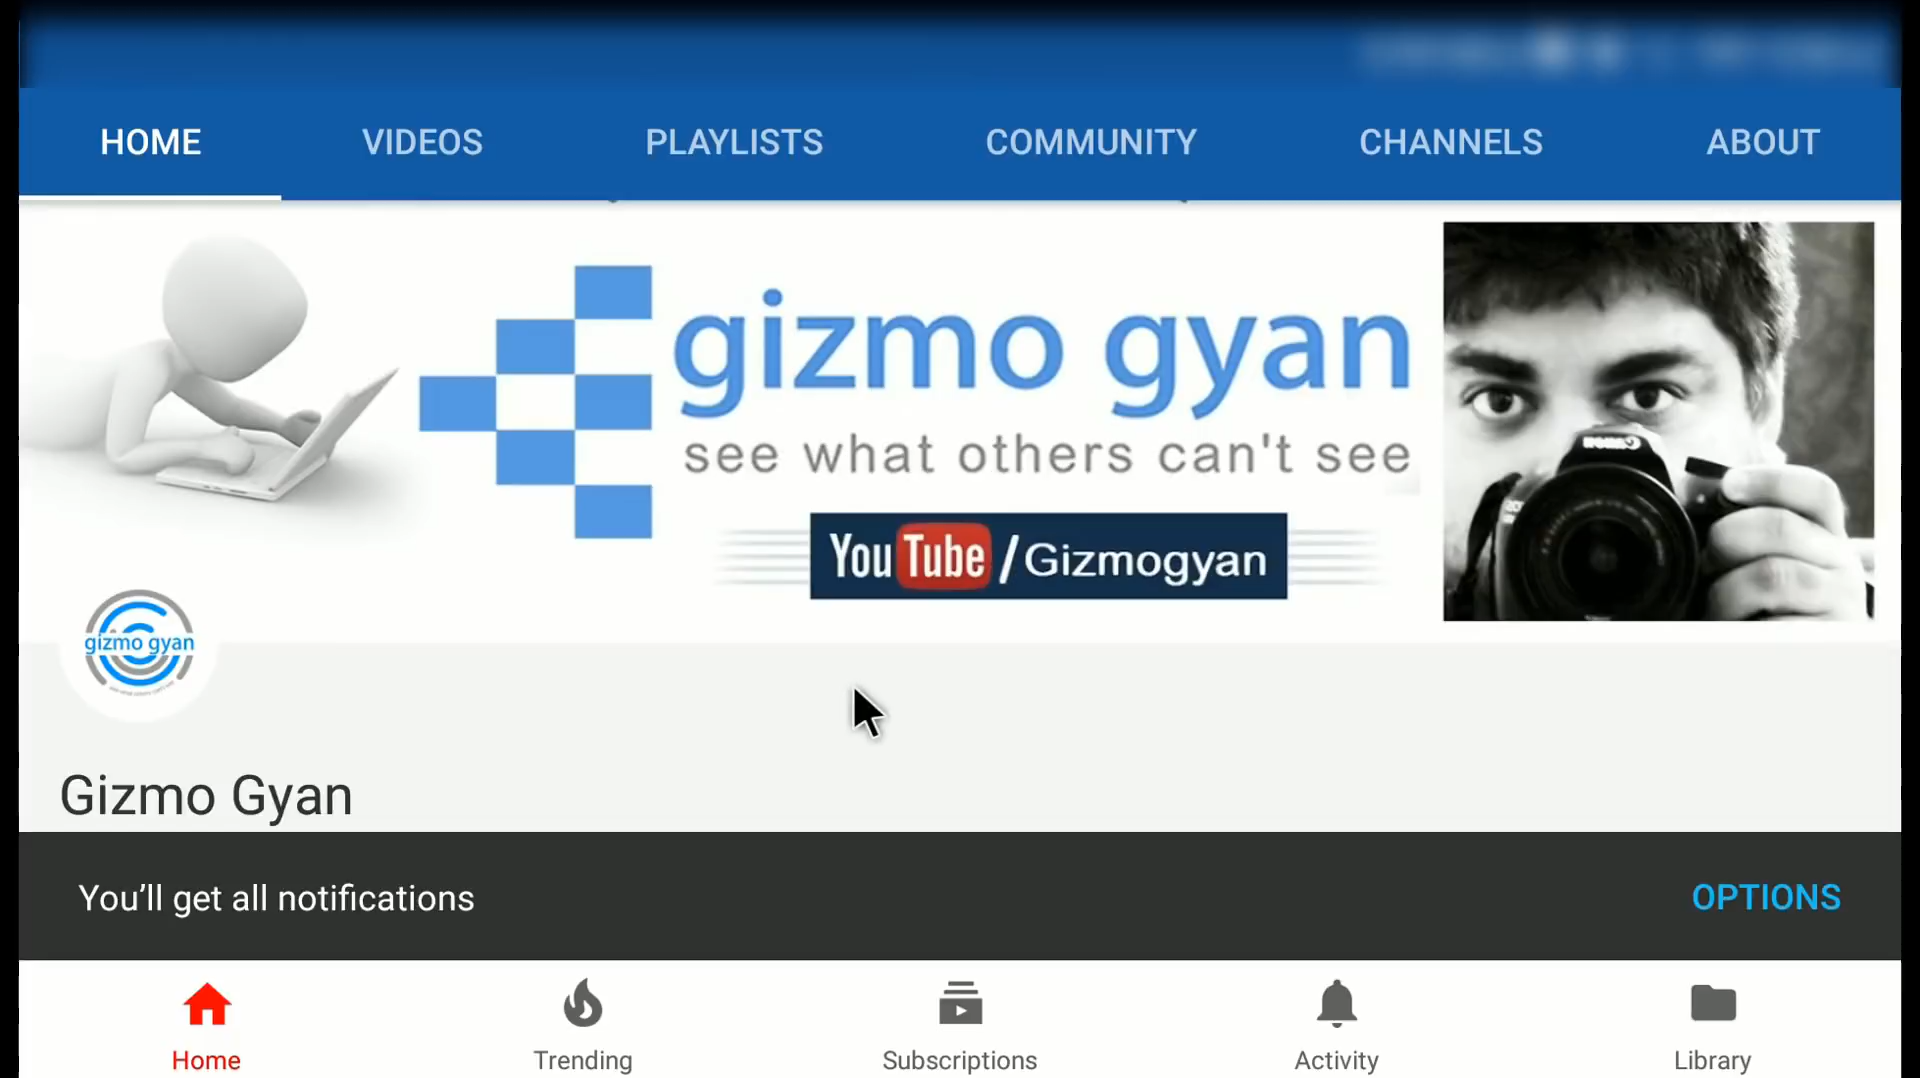 HOME VIDEOS PLAYLISTS COMMUNITY CHANNELS ABOUT
gizmo gyan
see what others can't see
YouTube/Gizmogyan
Canon
gizmo gyan
Gizmo Gyan
You'll get all notifications OPTIONS
Home Trending Subscriptions Activity Library